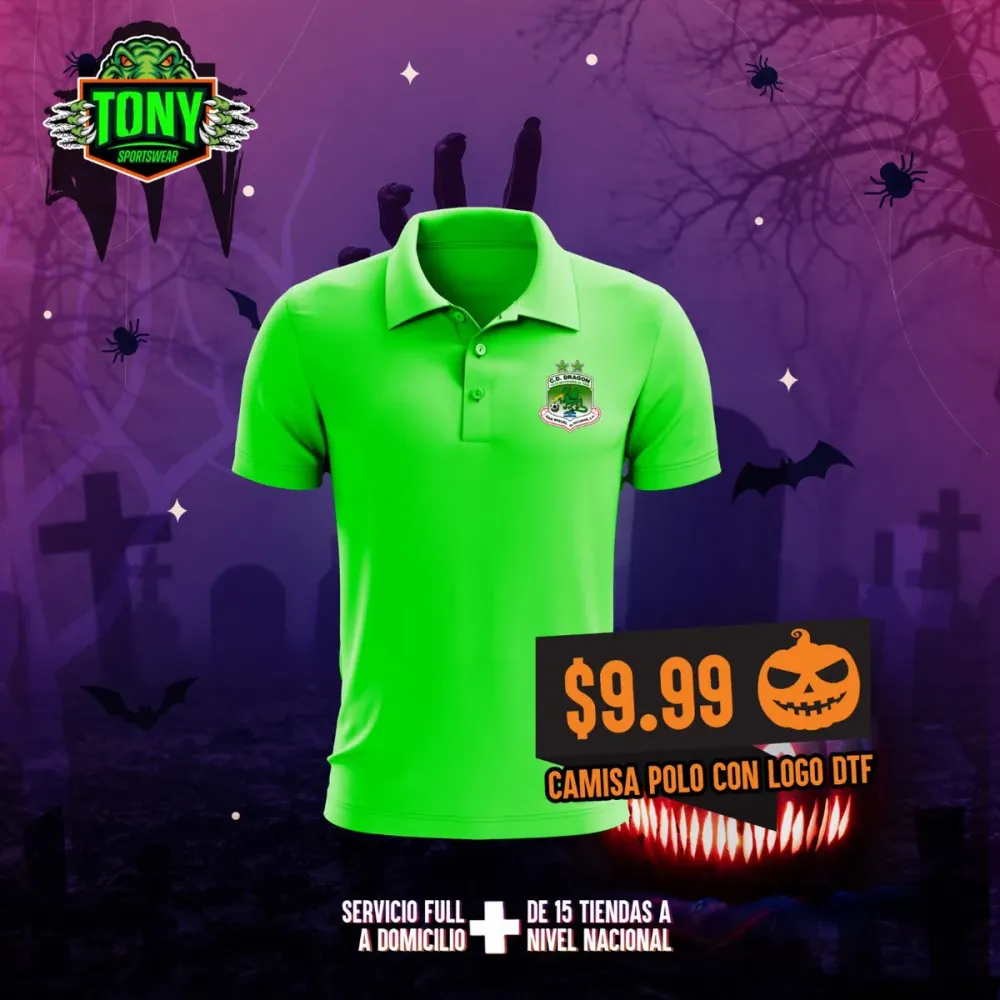 TONY
SPORTSWEAR
C.D. DRAGON
$9.99
CAMISA POLO CON LOGO DTF
SERVICIO FULL
A DOMICILIO
DE 15 TIENDAS A
NIVEL NACIONAL